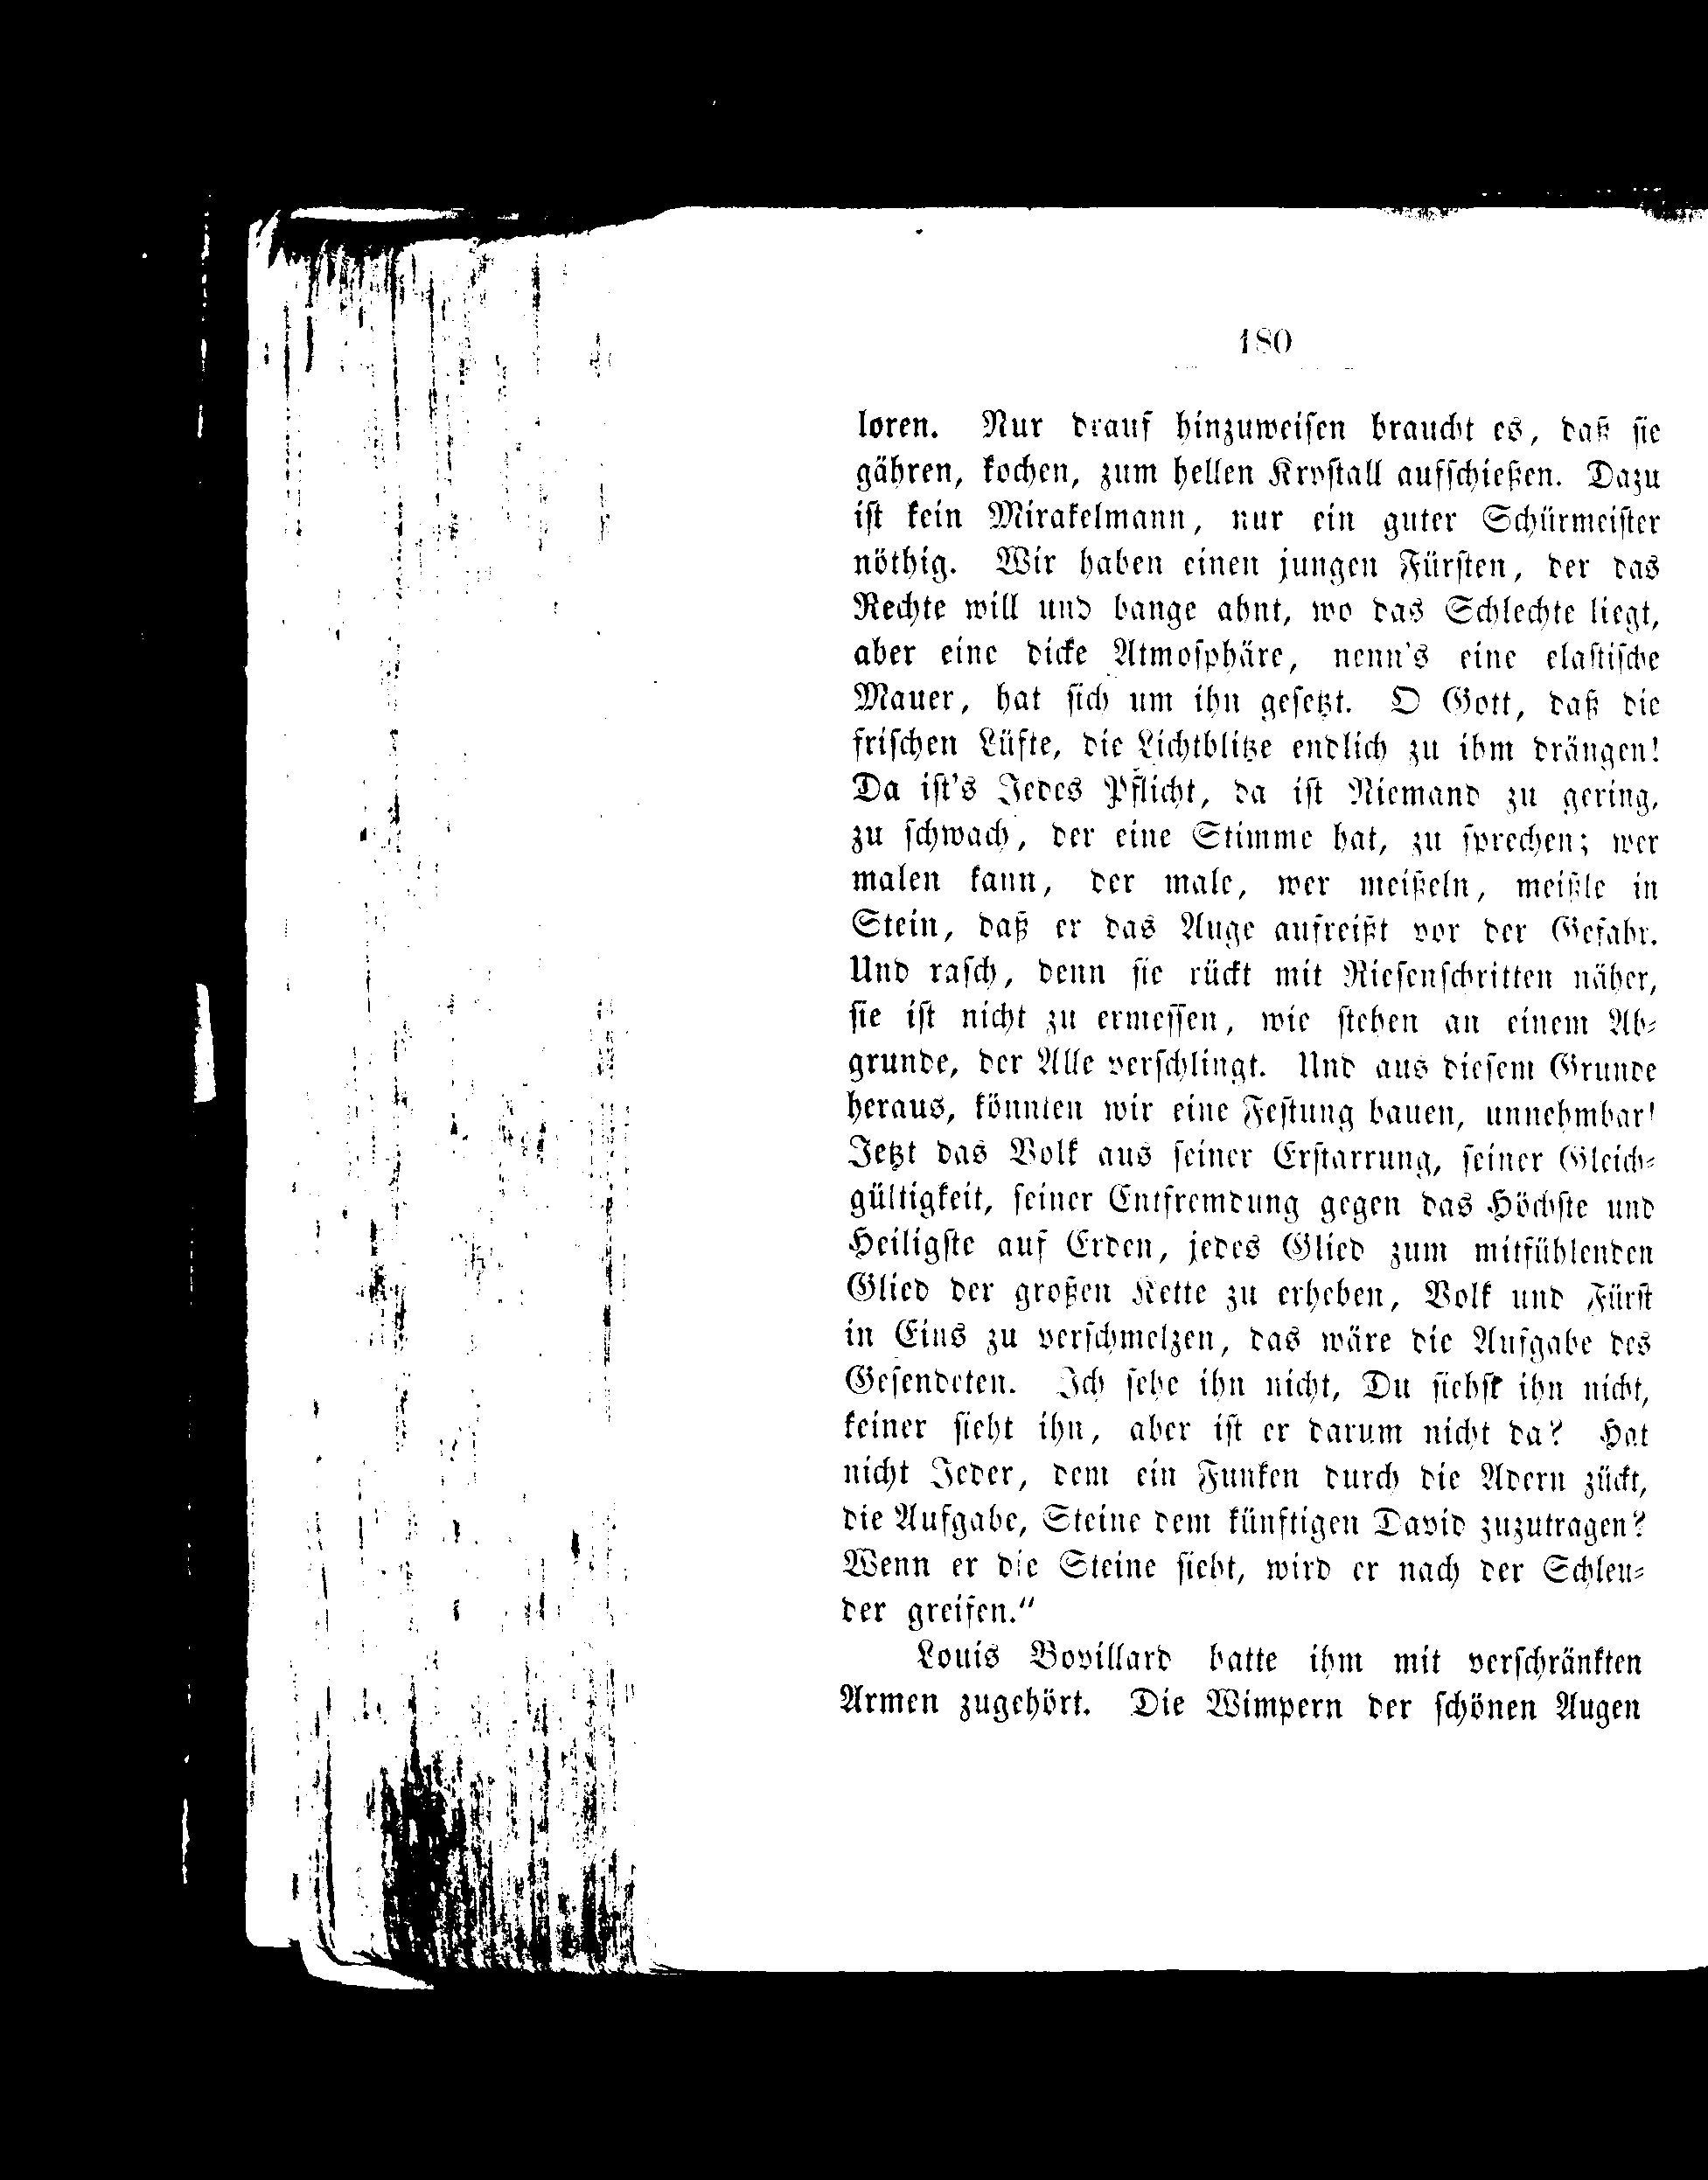 180
loren. Nur drauf hinzuweiſen braucht es, daß ſie
gähren, kochen, zum hellen Kryſtall aufſchießen. Dazu
iſt kein Mirakelmann, nur ein guter Schürmeiſter
nöthig. Wir haben einen jungen Fürſten, der das
Rechte will und bange ahnt, wo das Schlechte liegt,
aber eine dicke Atmoſphäre, nenn's eine elaſtiſche
Mauer, hat ſich um ihn geſetzt. O Gott, daß die
friſchen Lüfte, die Lichtblitze endlich zu ihm drängen!
Da iſt's Jedes Pflicht, da iſt Niemand zu gering,
zu ſchwach, der eine Stimme hat, zu ſprechen; wer
malen kann, der male, wer meißeln, meißle in
Stein, daß er das Auge aufreißt vor der Gefahr.
Und raſch, denn ſie rückt mit Rieſenſchritten näher,
ſie iſt nicht zu ermeſſen, wie ſtehen an einem Ab⸗
grunde, der Alle verſchlingt. Und aus dieſem Grunde
heraus, könnten wir eine Feſtung bauen, unnehmbar!
Jetzt das Volk aus ſeiner Erſtarrung, ſeiner Gleich⸗
gültigkeit, ſeiner Entfremdung gegen das Höchſte und
Heiligſte auf Erden, jedes Glied zum mitfühlenden
Glied der großen Kette zu erheben, Volk und Fürſt
in Eins zu verſchmelzen, das wäre die Aufgabe des
Geſendeten. Ich ſehe ihn nicht, Du ſiehſt ihn nicht,
keiner ſieht ihn, aber iſt er darum nicht da? Hat
nicht Jeder, dem ein Funken durch die Adern zückt,
die Aufgabe, Steine dem künftigen David zuzutragen?
Wenn er die Steine ſieht, wird er nach der Schleu⸗
der greifen.“
Louis Bovillard hatte ihm mit verſchränkten
Armen zugehört. Die Wimpern der ſchönen Augen